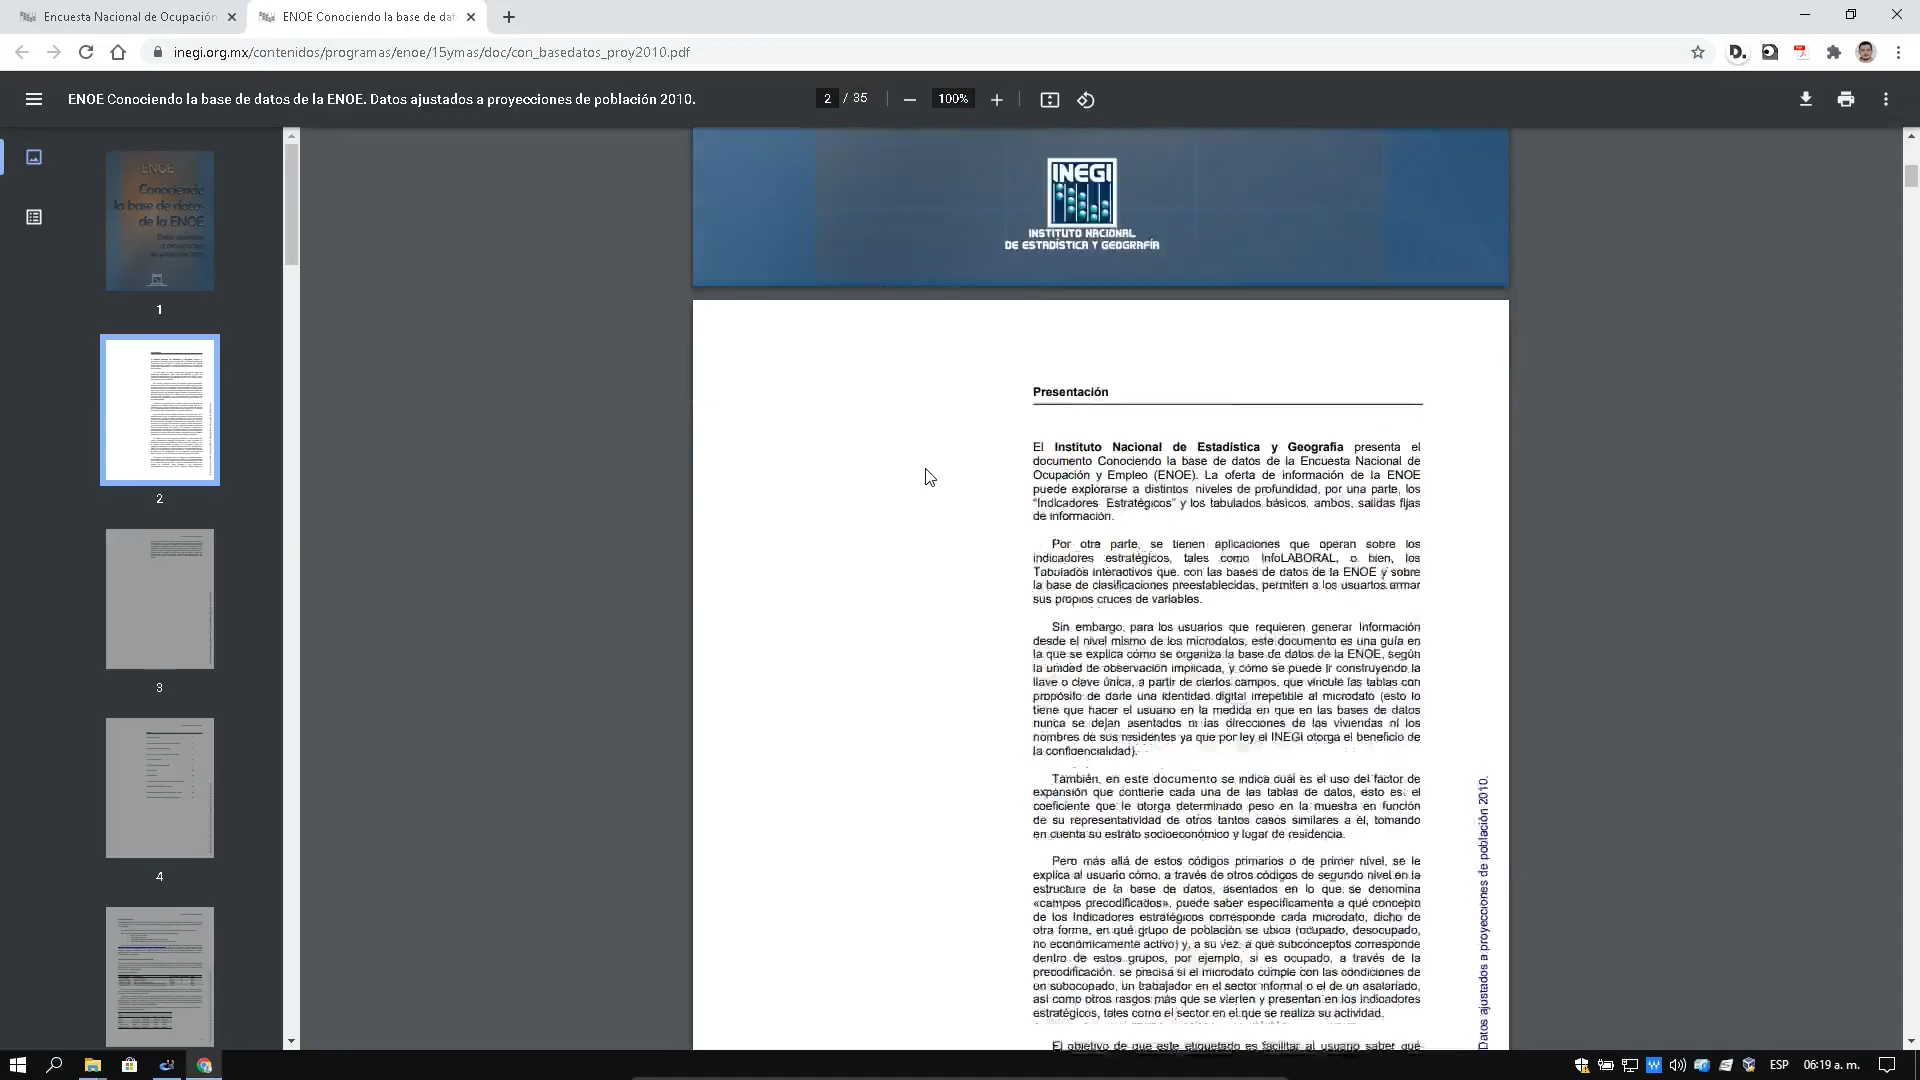 Encuesta Nacional de Ocupación
ENOE Conociendo la base de dat
inegi.org.mx/contenidos/programas/enoe/15ymas/doc/con_basedatos_proy2010.pdf
ENOE Conociendo la base de datos de la ENOE. Datos ajustados a proyecciones de población 2010.
2 / 35
100%
ENOE
Conociendo
la base de datos
de la ENOE
1
2
3
4
INEGI
INSTITUTO NACIONAL
DE ESTADÍSTICA Y GEOGRAFÍA
Presentación
El Instituto Nacional de Estadística y Geografía presenta el
documento Conociendo la base de datos de la Encuesta Nacional de
Ocupación y Empleo (ENOE). La oferta de información de la ENOE
puede explorarse a distintos niveles de profundidad, por una parte, los
"Indicadores Estratégicos" y los tabulados básicos, ambos, salidas fijas
de información.
Por otra parte, se tienen aplicaciones que operan sobre los
indicadores estratégicos, tales como InfoLABORAL, o bien, los
Tabulados interactivos que, con las bases de datos de la ENOE y sobre
la base de clasificaciones preestablecidas, permiten a los usuarios armar
sus propios cruces de variables.
Sin embargo, para los usuarios que requieren generar información
desde el nivel mismo de los microdatos, este documento es una guía en
la que se explica cómo se organiza la base de datos de la ENOE, según
la unidad de observación implicada, y cómo se puede ir construyendo la
llave o clave única, a partir de ciertos campos, que vincule las tablas con
propósito de darle una identidad digital irrepetible al microdato (esto lo
tiene que hacer el usuario en la medida en que en las bases de datos
nunca se dejan asentados ni las direcciones de las viviendas ni los
nombres de sus residentes ya que por ley el INEGI otorga el beneficio de
la confidencialidad).
También, en este documento se indica cuál es el uso del factor de
expansión que contiene cada una de las tablas de datos, esto es, el
coeficiente que le otorga determinado peso en la muestra en función
de su representatividad de otros tantos casos similares a él, tomando
en cuenta su estrato socioeconómico y lugar de residencia.
Pero más allá de estos códigos primarios o de primer nivel, se le
explica al usuario cómo, a través de otros códigos de segundo nivel en la
estructura de la base de datos, asentados en lo que se denomina
«campos precodificados», puede saber específicamente a qué concepto
de los Indicadores estratégicos corresponde cada microdato, dicho de
otra forma, en qué grupo de población se ubica (ocupado, desocupado,
no económicamente activo) y, a su vez, a qué subconceptos corresponde
dentro de estos grupos, por ejemplo, si es ocupado, a través de la
precodificación, se precisa si el microdato cumple con las condiciones de
un subocupado, un trabajador en el sector informal o el de un asalariado,
así como otros rasgos más que se vierten y presentan en los indicadores
estratégicos, tales como el sector en el que se realiza su actividad.
El objetivo de que este etiquetado es facilitar al usuario saber qué
Datos ajustados a proyecciones de población 2010.
ESP
06:19 a. m.